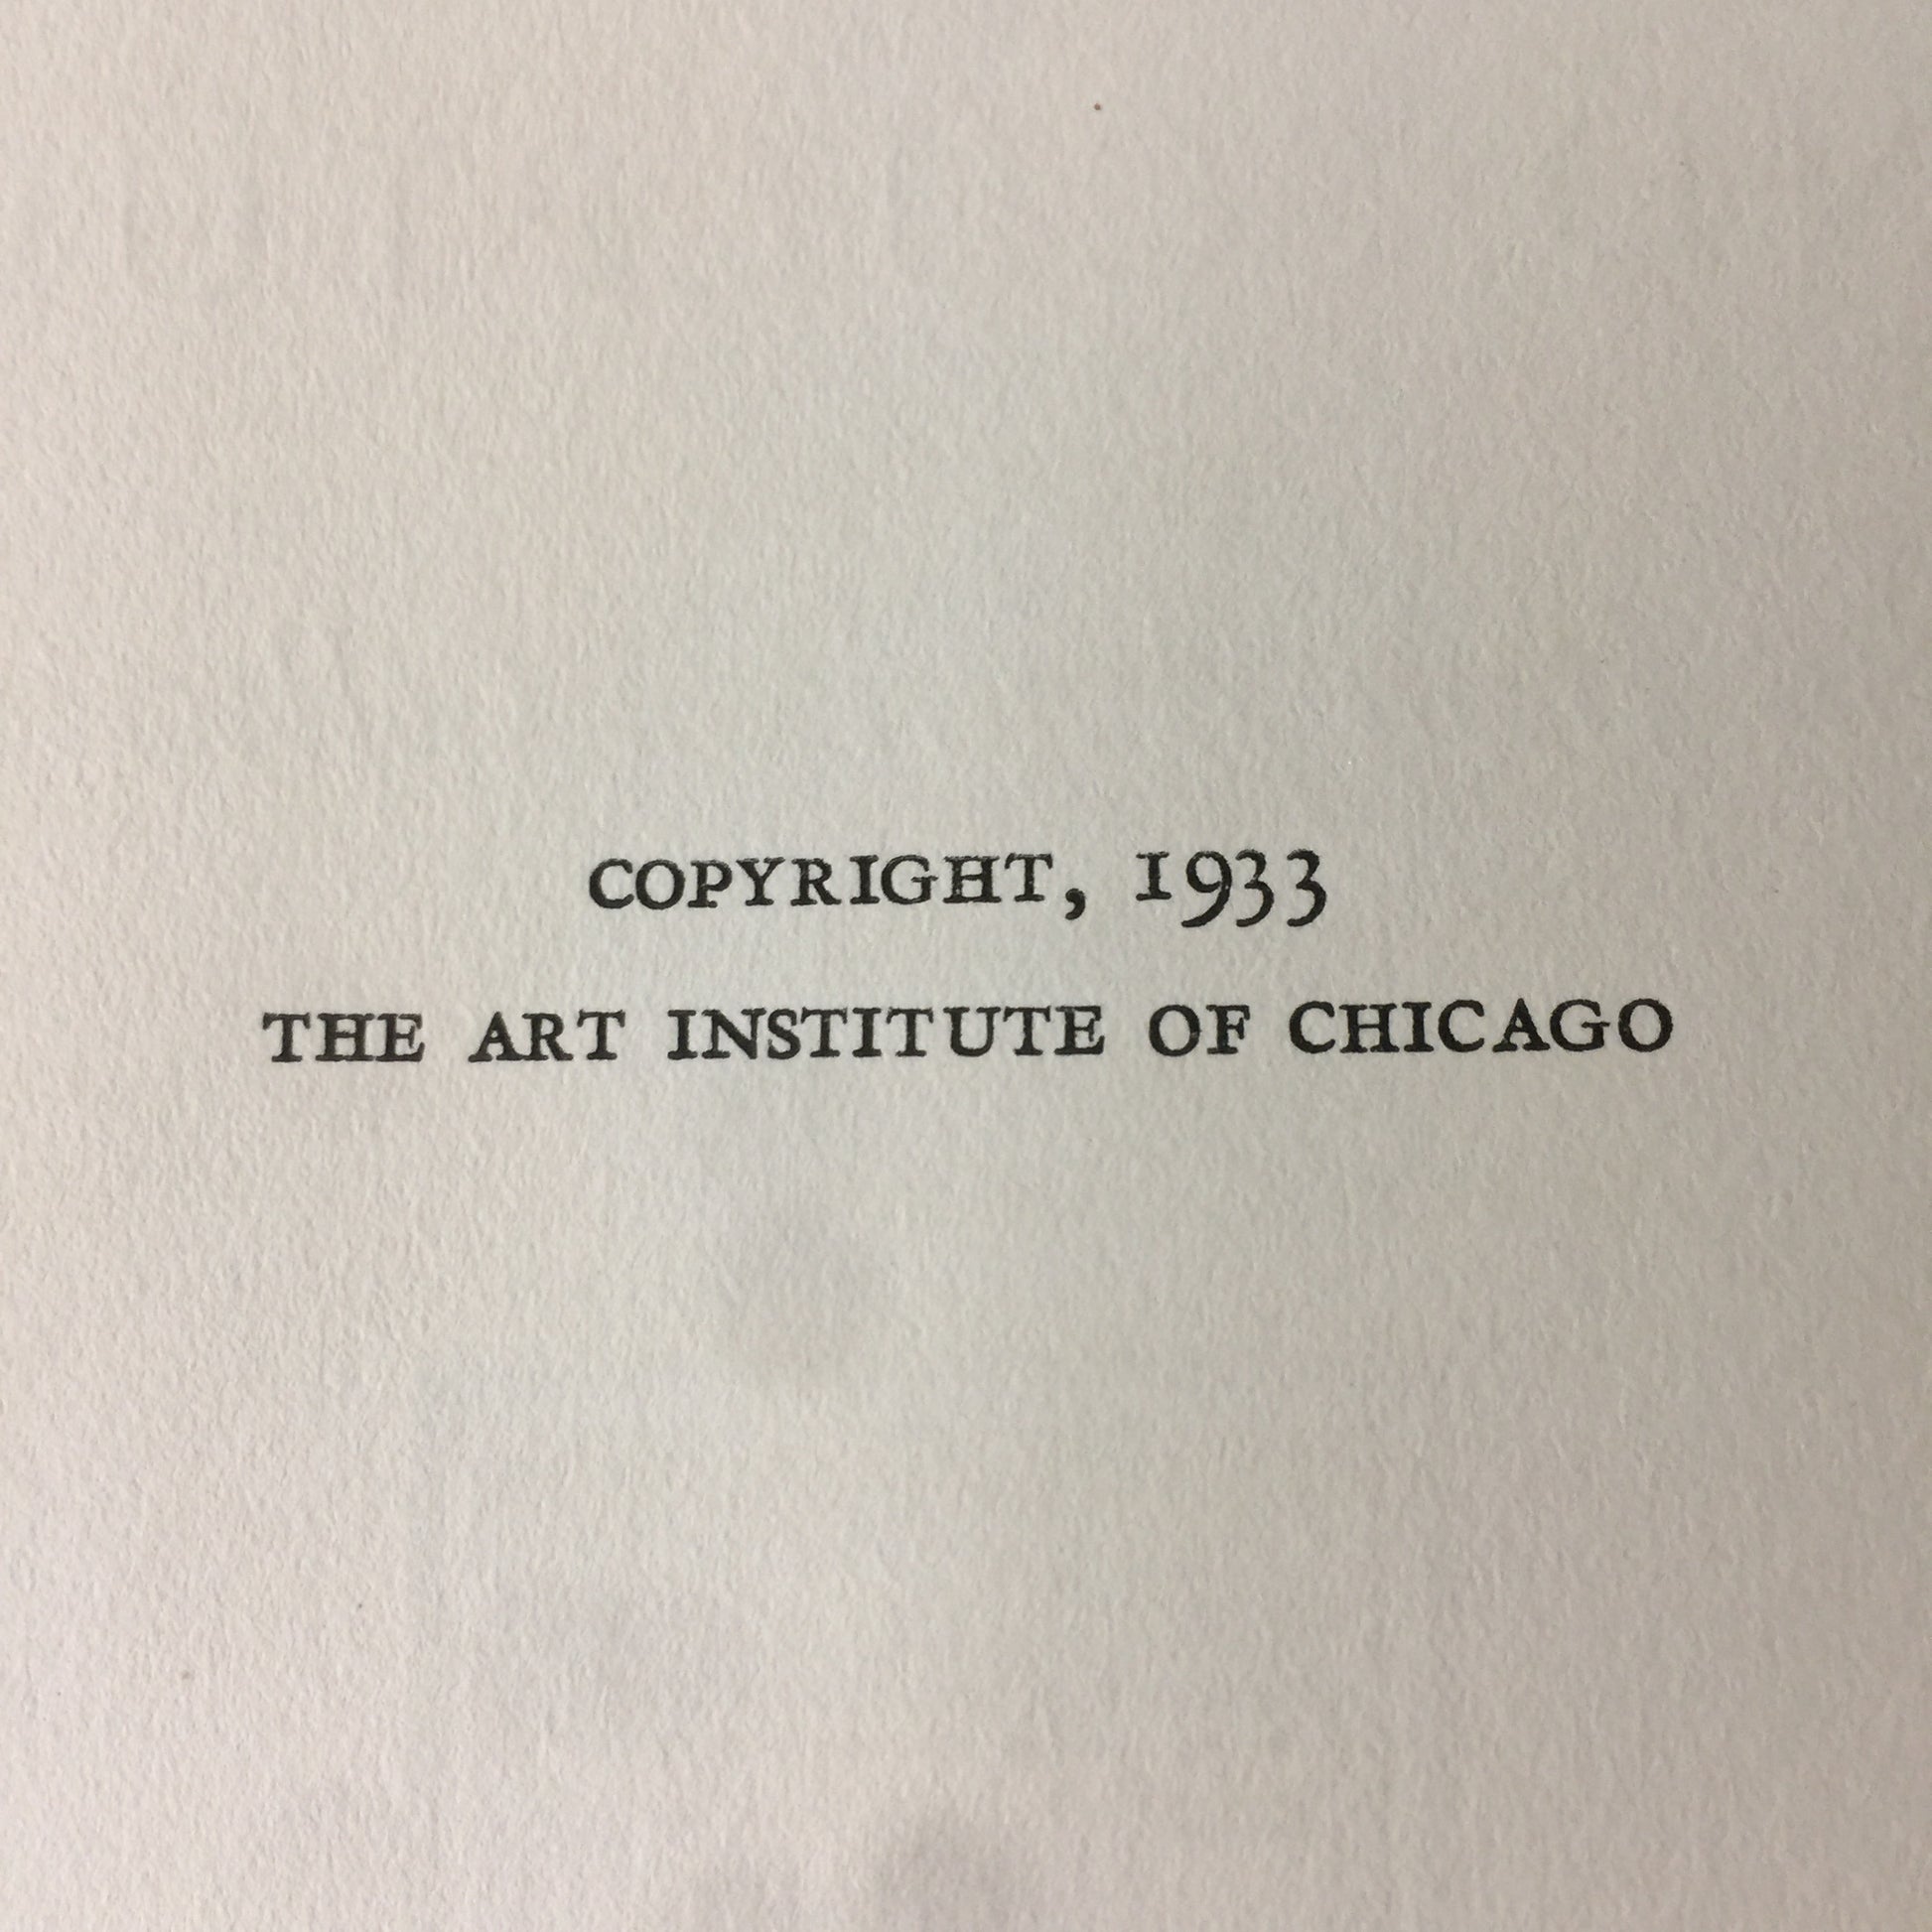 COPYRIGHT, 1933
THE ART INSTITUTE OF CHICAGO